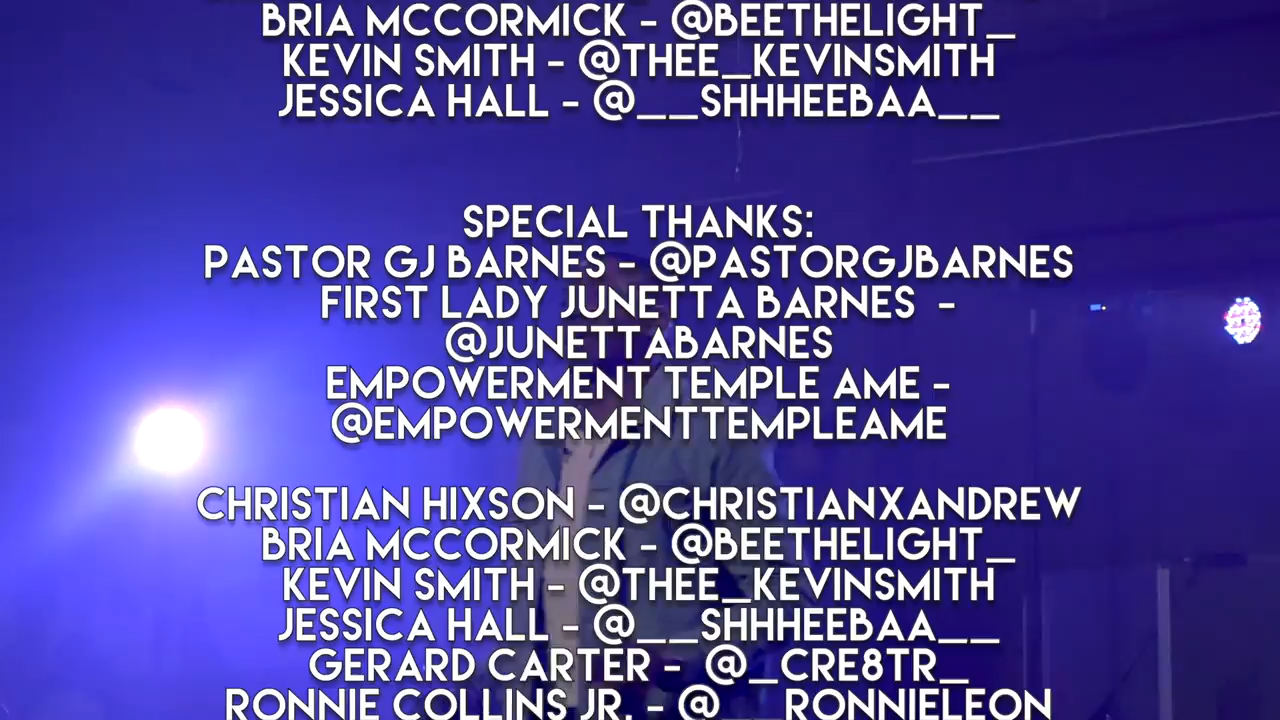 BRIA MCCORMICK - @BEETHELIGHT_
KEVIN SMITH - @THEE_KEVINSMITH
JESSICA HALL - @__SHHHEEBAA__
SPECIAL THANKS:
PASTOR GJ BARNES - @PASTORGJBARNES
FIRST LADY JUNETTA BARNES -
@JUNETTABARNES
EMPOWERMENT TEMPLE AME -
@EMPOWERMENTTEMPLEAME
CHRISTIAN HIXSON - @CHRISTIANXANDREW
BRIA MCCORMICK - @BEETHELIGHT_
KEVIN SMITH - @THEE_KEVINSMITH
JESSICA HALL - @__SHHHEEBAA__
GERARD CARTER - @_CRE8TR_
RONNIE COLLINS JR. - @__RONNIELEON